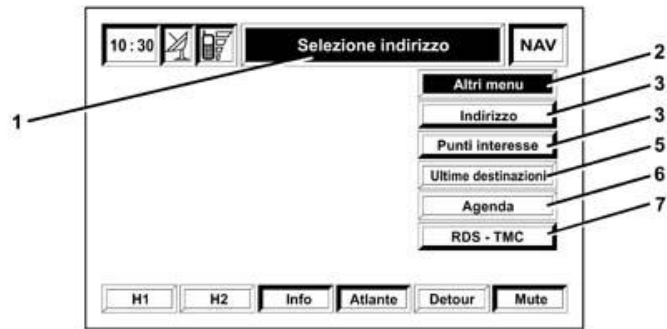 10:30 Selezione indirizzo NAV
Altri menu 2
Indirizzo 3
1
Punti interesse 3
Ultime destinazioni 5
Agenda 6
RDS - TMC 7
H1 H2 Info Atlante Detour Mute